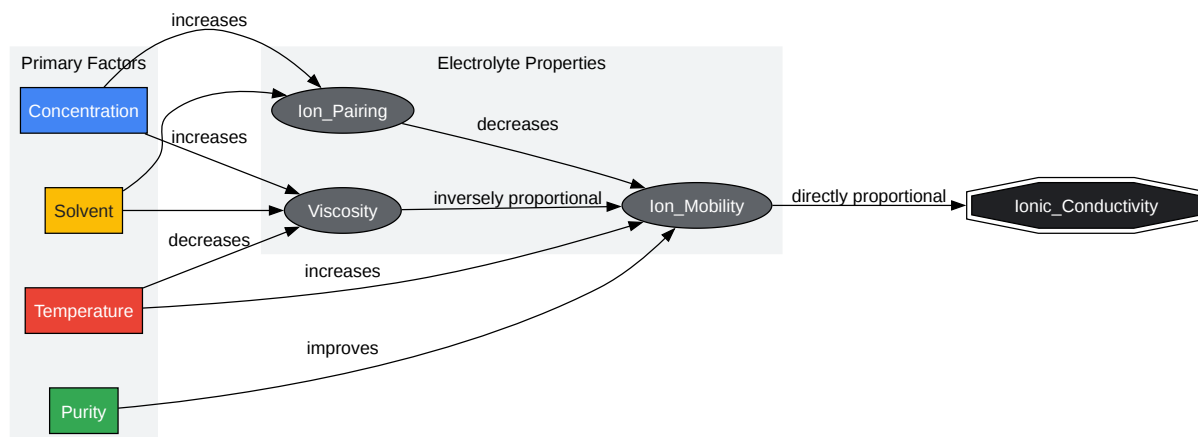 increases
Primary Factors
Electrolyte Properties
Concentration
Ion_Pairing
increases
decreases
Solvent
Viscosity
inversely proportional
Ion_Mobility
directly proportional
Ionic_Conductivity
decreases
increases
Temperature
improves
Purity